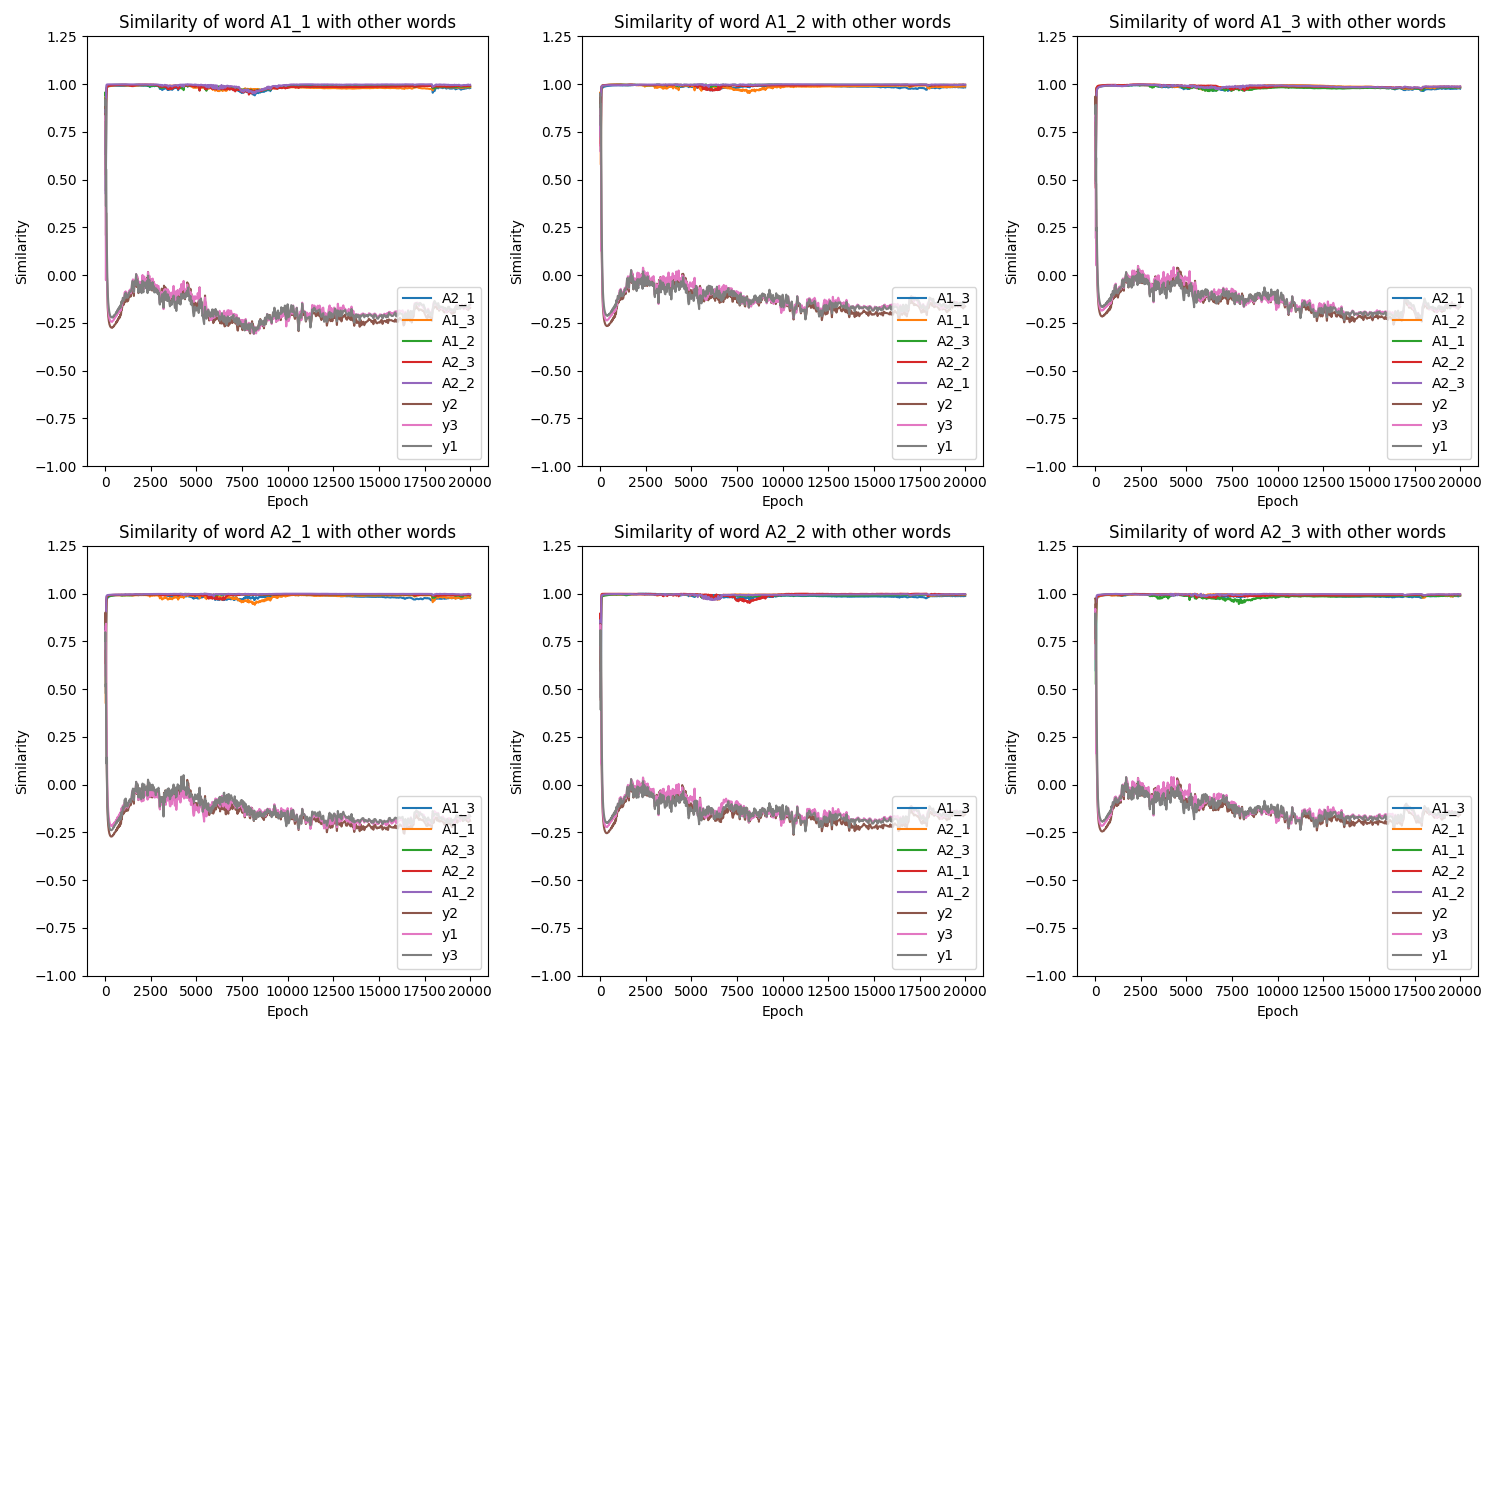 Similarity of word A1_1 with other words
1.25
1.00
0.75
0.50
0.25
0.00
−0.25
−0.50
−0.75
−1.00
Similarity
0 2500 5000 7500 10000 12500 15000 17500 20000
Epoch
A2_1
A1_3
A1_2
A2_3
A2_2
y2
y3
y1
Similarity of word A1_2 with other words
1.25
1.00
0.75
0.50
0.25
0.00
−0.25
−0.50
−0.75
−1.00
Similarity
0 2500 5000 7500 10000 12500 15000 17500 20000
Epoch
A1_3
A1_1
A2_3
A2_2
A2_1
y2
y3
y1
Similarity of word A1_3 with other words
1.25
1.00
0.75
0.50
0.25
0.00
−0.25
−0.50
−0.75
−1.00
Similarity
0 2500 5000 7500 10000 12500 15000 17500 20000
Epoch
A2_1
A1_2
A1_1
A2_2
A2_3
y2
y3
y1
Similarity of word A2_1 with other words
1.25
1.00
0.75
0.50
0.25
0.00
−0.25
−0.50
−0.75
−1.00
Similarity
0 2500 5000 7500 10000 12500 15000 17500 20000
Epoch
A1_3
A1_1
A2_3
A2_2
A1_2
y2
y1
y3
Similarity of word A2_2 with other words
1.25
1.00
0.75
0.50
0.25
0.00
−0.25
−0.50
−0.75
−1.00
Similarity
0 2500 5000 7500 10000 12500 15000 17500 20000
Epoch
A1_3
A2_1
A2_3
A1_1
A1_2
y2
y3
y1
Similarity of word A2_3 with other words
1.25
1.00
0.75
0.50
0.25
0.00
−0.25
−0.50
−0.75
−1.00
Similarity
0 2500 5000 7500 10000 12500 15000 17500 20000
Epoch
A1_3
A2_1
A1_1
A2_2
A1_2
y2
y3
y1